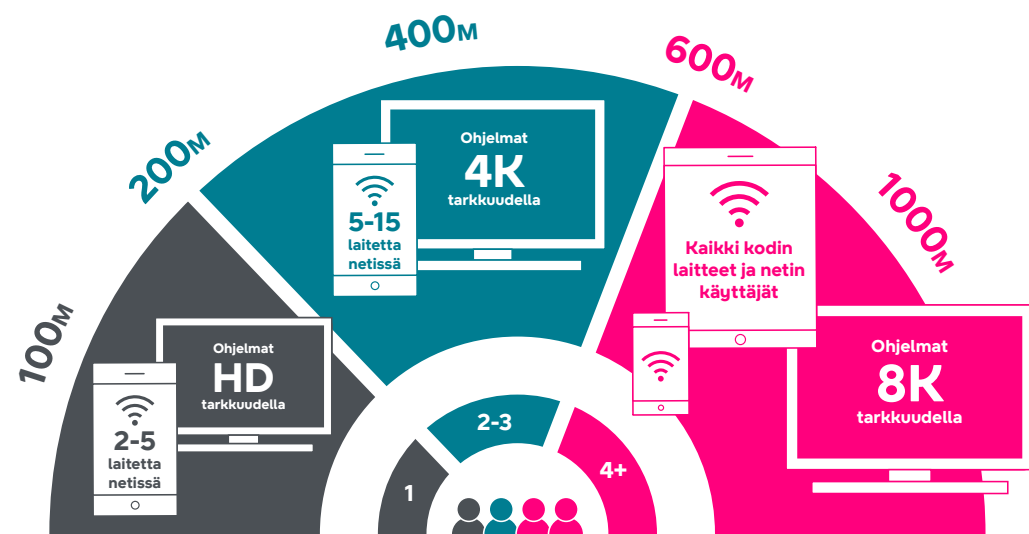 100M
200M
400M
600M
1000M
Ohjelmat
HD
tarkkuudella
2-5
laitetta
netissä
Ohjelmat
4K
tarkkuudella
5-15
laitetta
netissä
Kaikki kodin
laitteet ja netin
käyttäjät
Ohjelmat
8K
tarkkuudella
1
2-3
4+